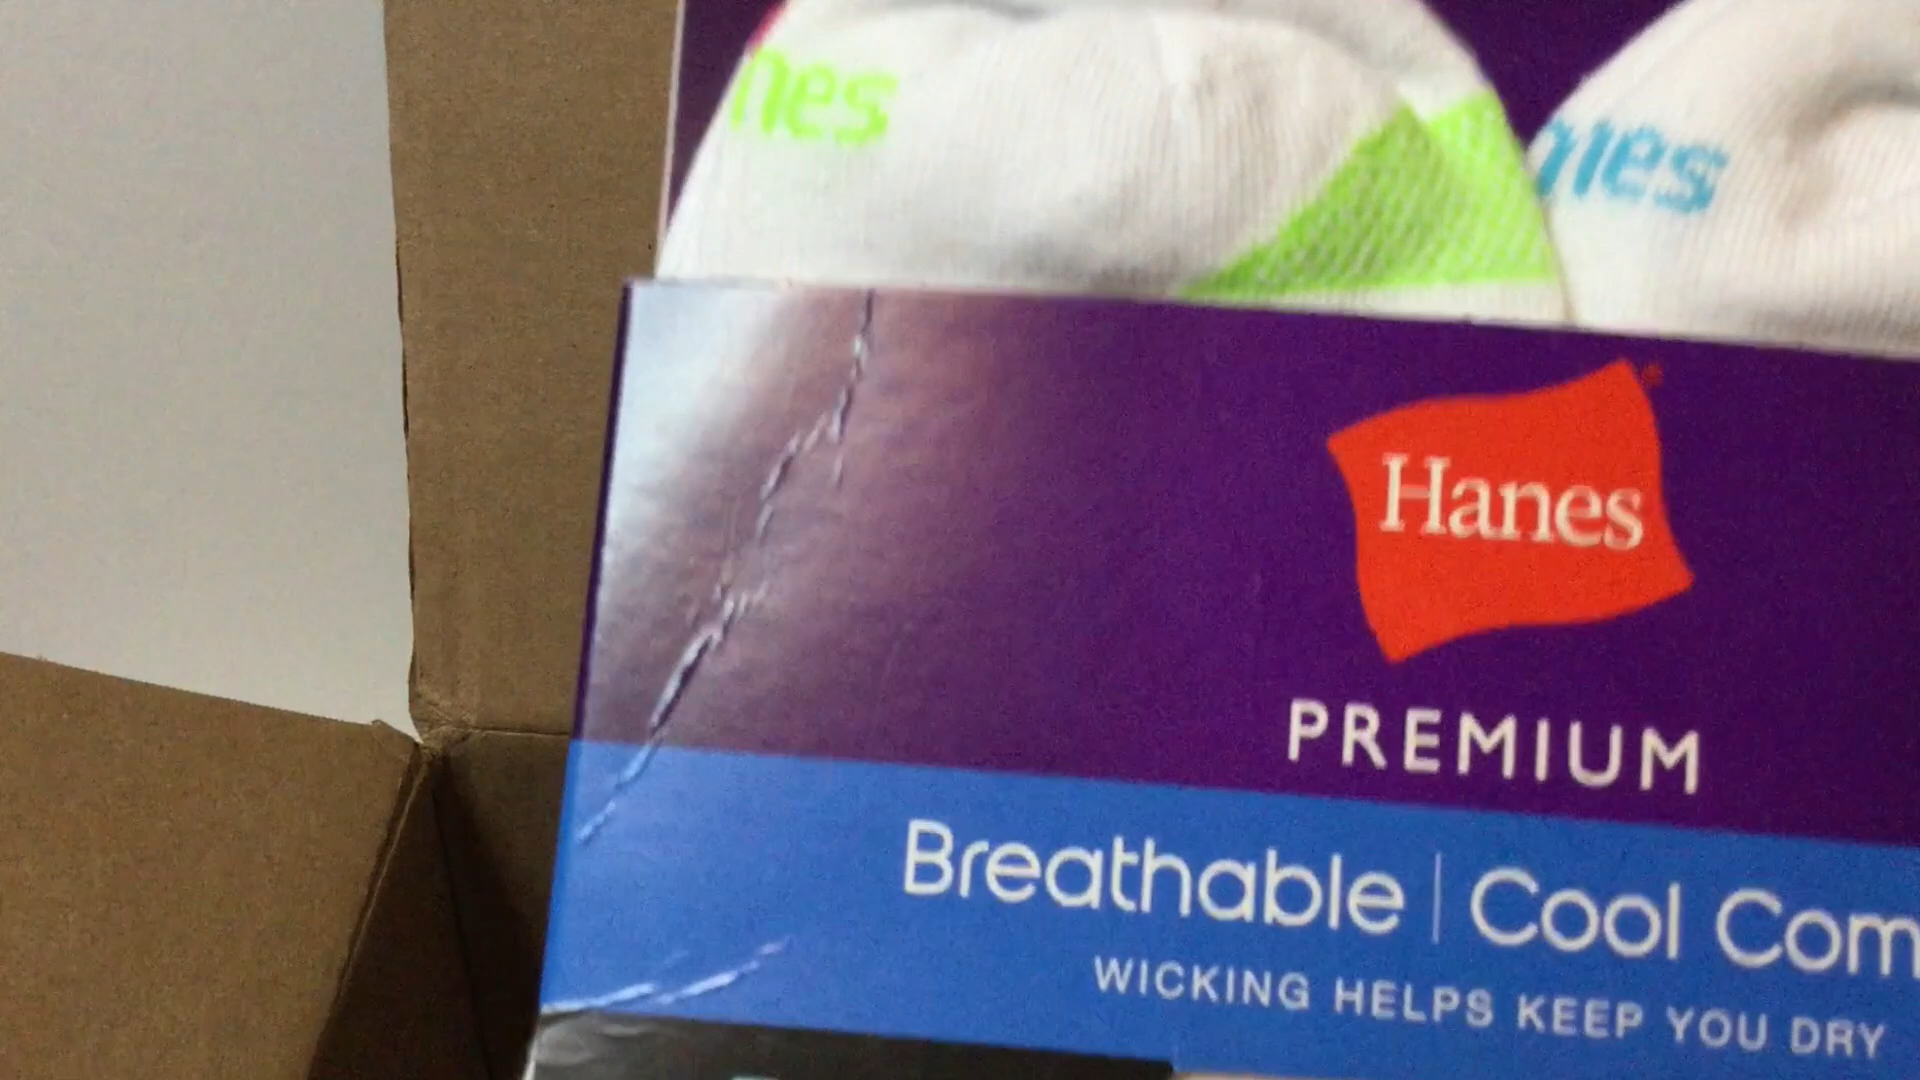 nes
nes
Hanes
PREMIUM
Breathable | Cool Com
WICKING HELPS KEEP YOU DRY